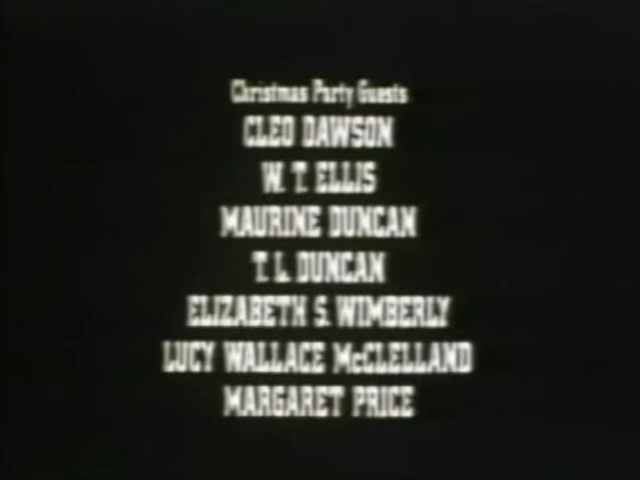 Christmas Party Guests
CLEO DAWSON
W. T. ELLIS
MAURINE DUNCAN
T. L. DUNCAN
ELIZABETH S. WIMBERLY
LUCY WALLACE McCLELLAND
MARGARET PRICE